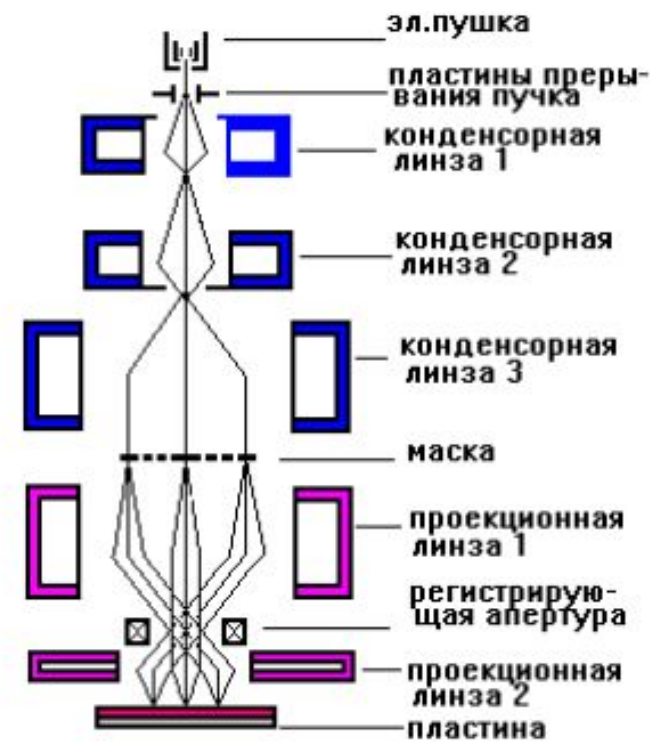 эл.пушка
пластины преры-
вания пучка
конденсорная
линза 1
конденсорная
линза 2
конденсорная
линза 3
маска
проекционная
линза 1
регистрирую-
щая апертура
проекционная
линза 2
пластина